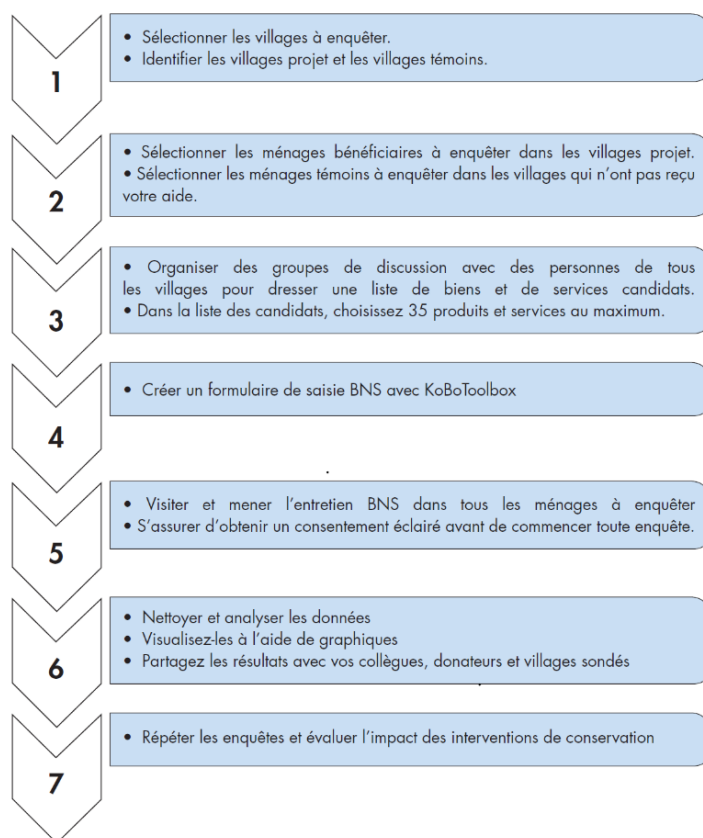 1
• Sélectionner les villages à enquêter.
• Identifier les villages projet et les villages témoins.
2
• Sélectionner les ménages bénéficiaires à enquêter dans les villages projet.
• Sélectionner les ménages témoins à enquêter dans les villages qui n’ont pas reçu
votre aide.
3
• Organiser des groupes de discussion avec des personnes de tous
les villages pour dresser une liste de biens et de services candidats.
• Dans la liste des candidats, choisissez 35 produits et services au maximum.
4
• Créer un formulaire de saisie BNS avec KoBoToolbox
5
• Visiter et mener l’entretien BNS dans tous les ménages à enquêter
• S’assurer d’obtenir un consentement éclairé avant de commencer toute enquête.
6
• Nettoyer et analyser les données
• Visualisez-les à l’aide de graphiques
• Partagez les résultats avec vos collègues, donateurs et villages sondés
7
• Répéter les enquêtes et évaluer l’impact des interventions de conservation